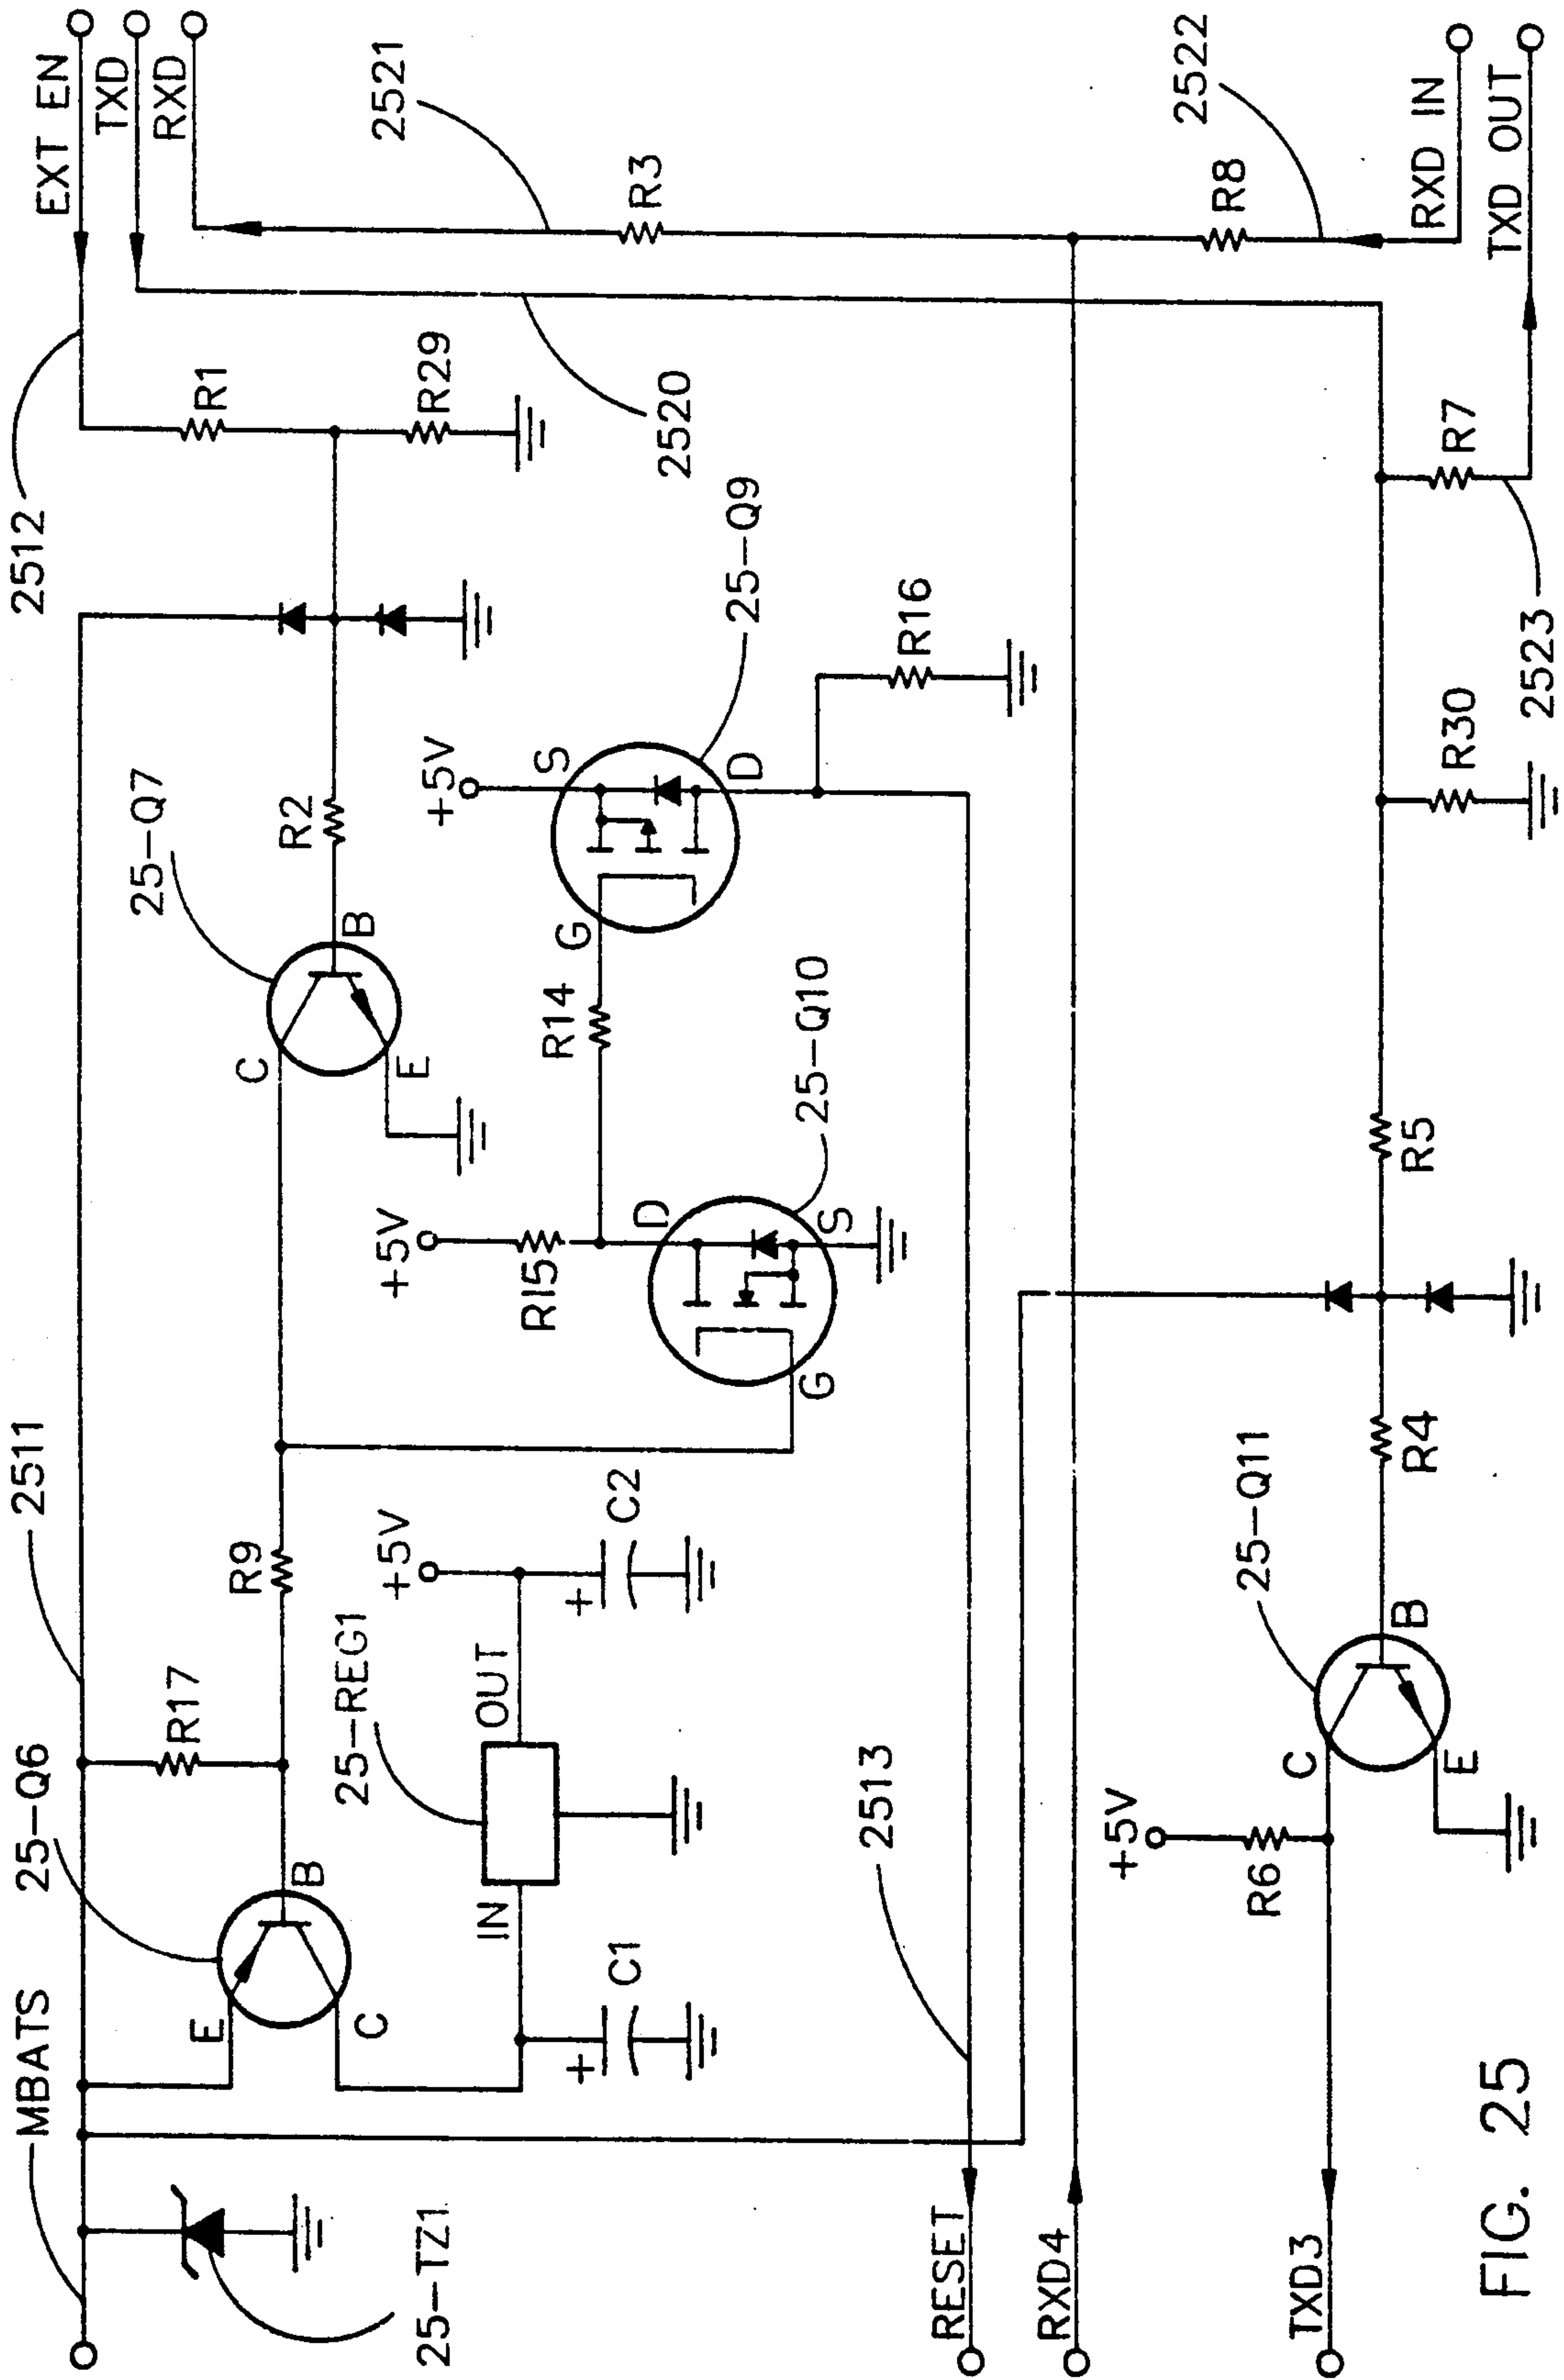 MBATS
2511
2512
EXT EN
25-Q6
TXD
25-Q7
RXD
R17
R1
E
R9
C
R2
B
25-REG1
B
C
+5V
+5V
2521
E
R29
25-TZ1
+5V
IN
OUT
+
R15
S
R14
G
+
C1
C2
D
R3
2520
D
25-Q9
G
S
25-Q10
2513
R16
RESET
RXD4
+5V
2522
R8
R6
25-Q11
TXD3
C
B
R4
R5
R30
RXD IN
E
R7
FIG. 25
2523
TXD OUT